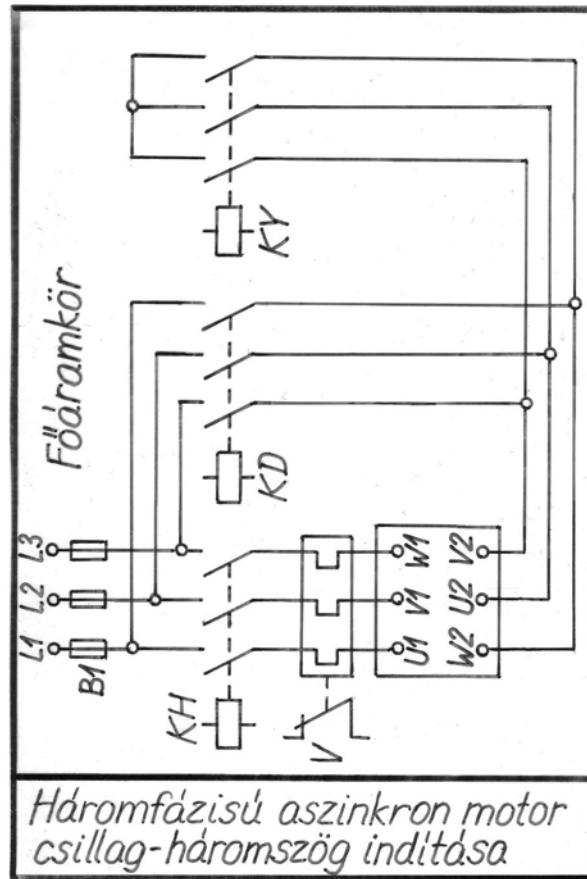 KY
Főáramkör
KD
L1 L2 L3
B1
KH
V
U1 V1 W1
W2 U2 V2
Háromfázisú aszinkron motor
csillag-háromszög indítása